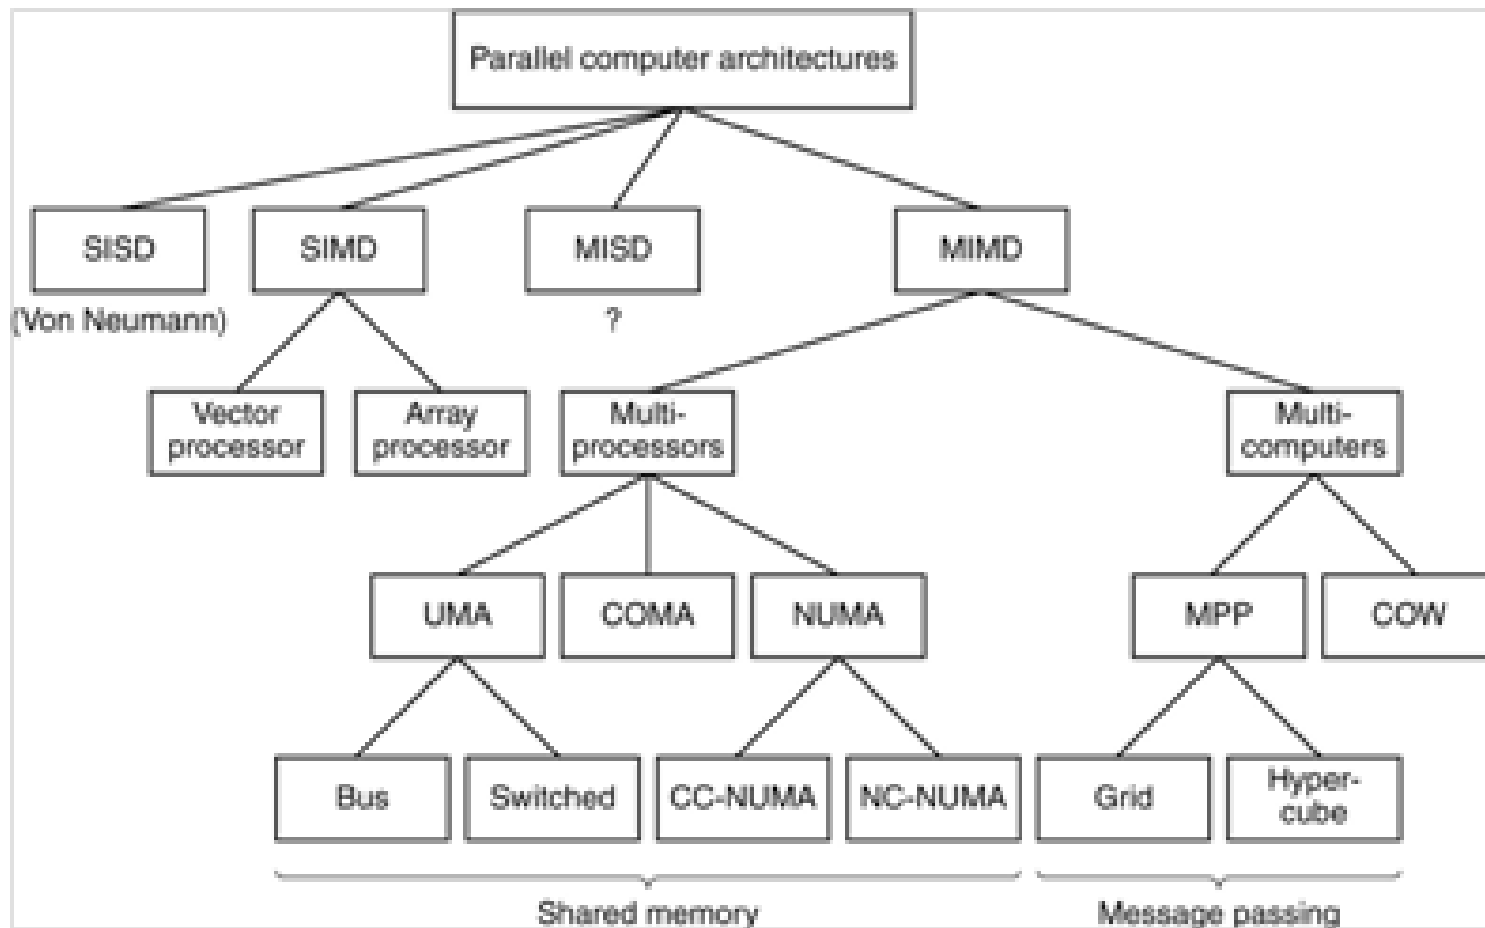 Parallel computer architectures
SISD
SIMD
MISD
MIMD
(Von Neumann)
?
Vector
processor
Array
processor
Multi-
processors
Multi-
computers
UMA
COMA
NUMA
MPP
COW
Bus
Switched
CC-NUMA
NC-NUMA
Grid
Hyper-
cube
Shared memory
Message passing